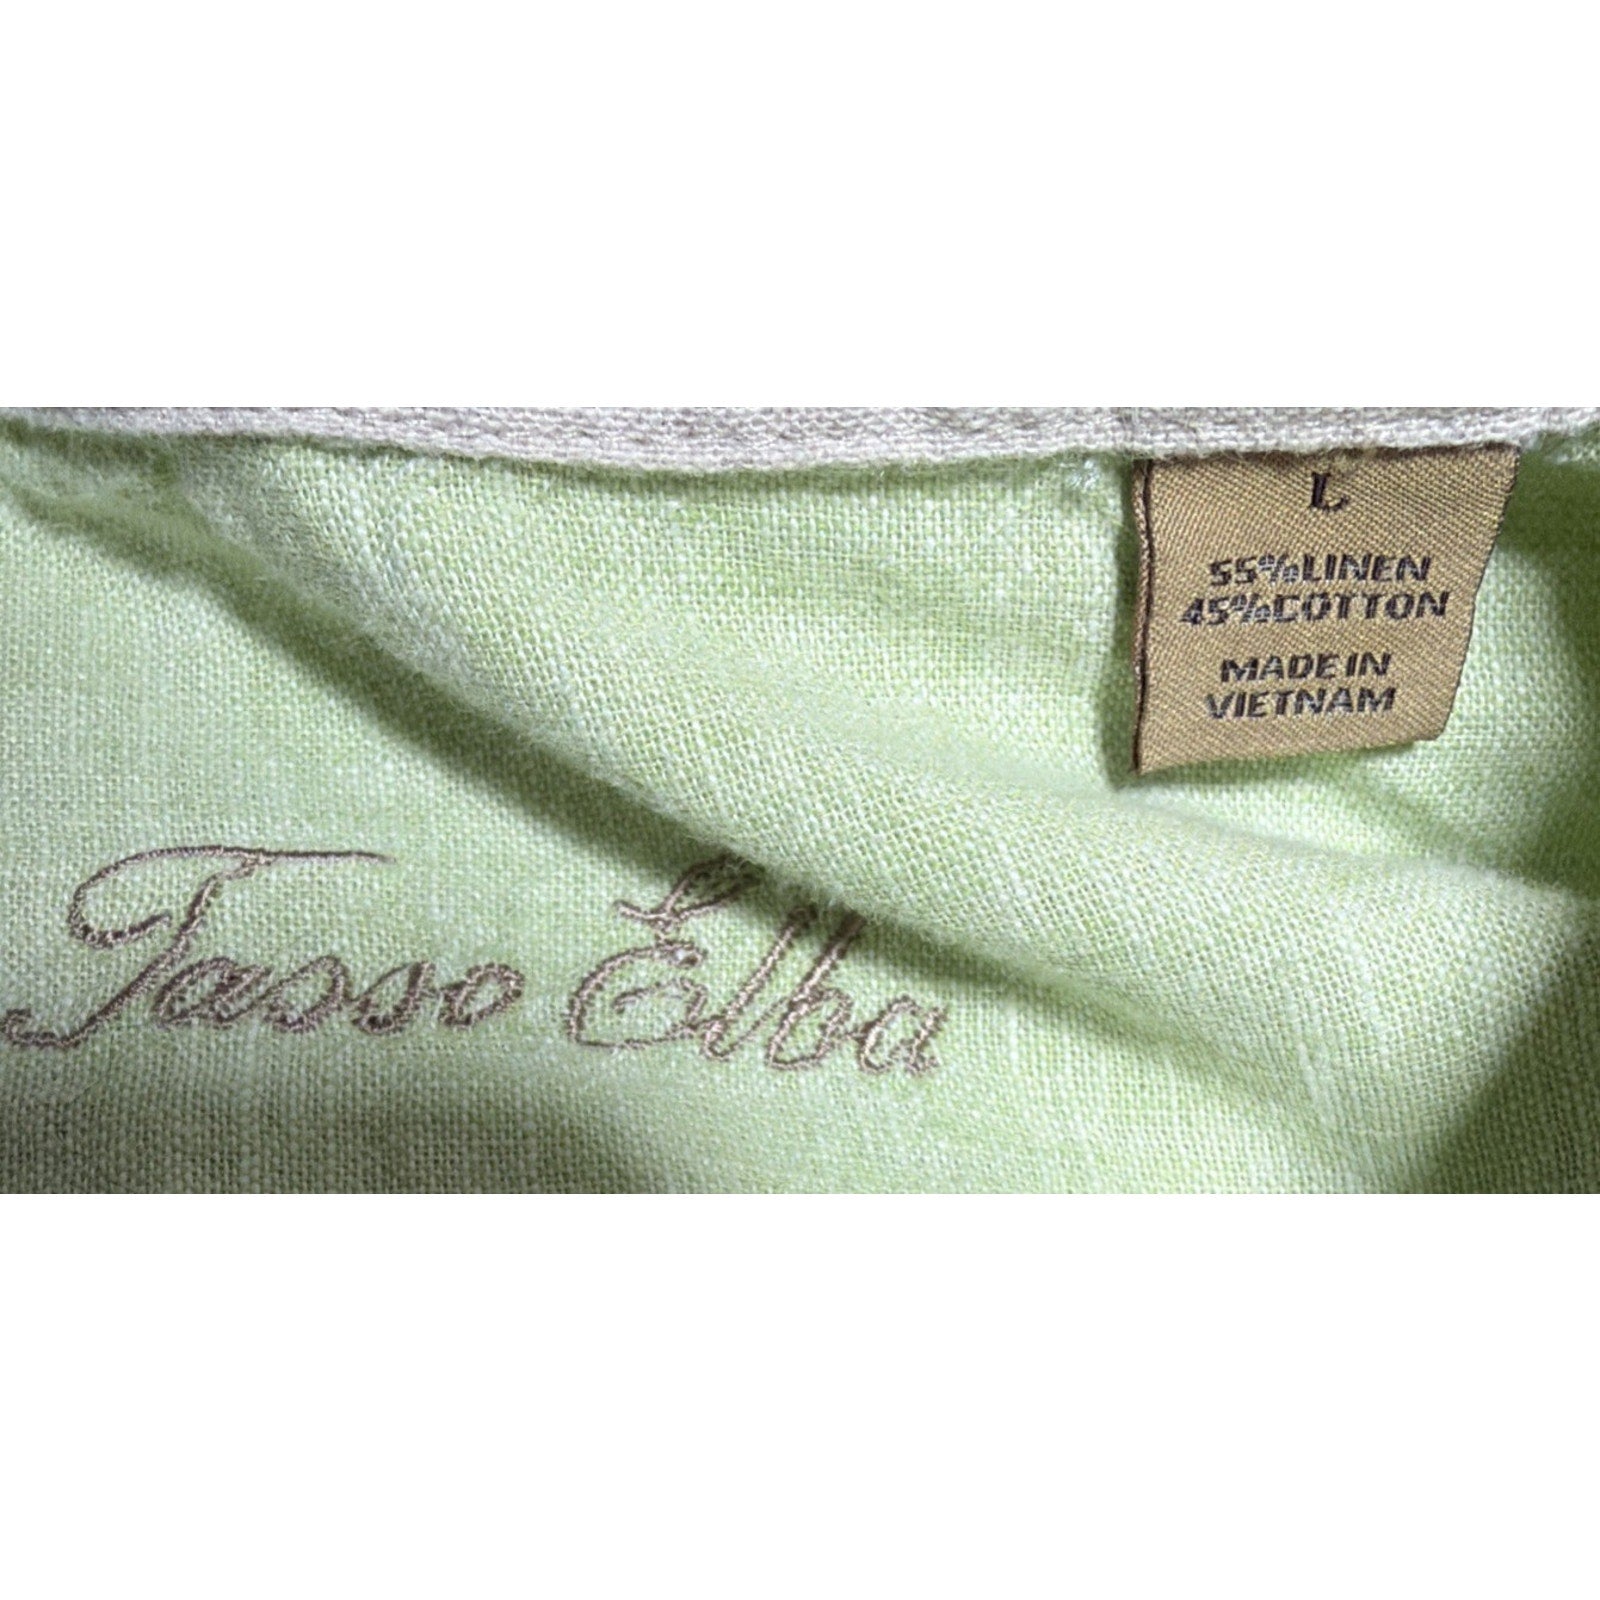 L
55%LINEN
45%COTTON
MADE IN
VIETNAM
Tasso Elba